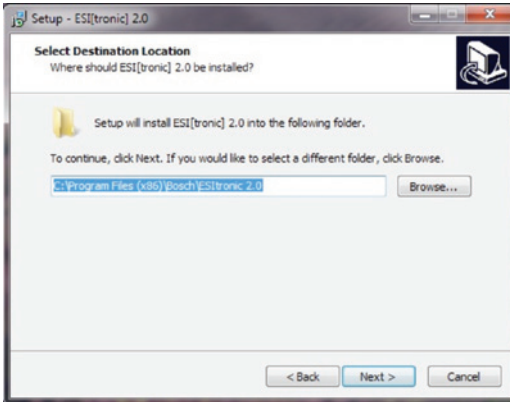 Setup - ESI[tronic] 2.0
Select Destination Location
Where should ESI[tronic] 2.0 be installed?
Setup will install ESI[tronic] 2.0 into the following folder.
To continue, click Next. If you would like to select a different folder, click Browse.
C:\Program Files (x86)\Bosch\ESItronic 2.0
Browse...
< Back
Next >
Cancel